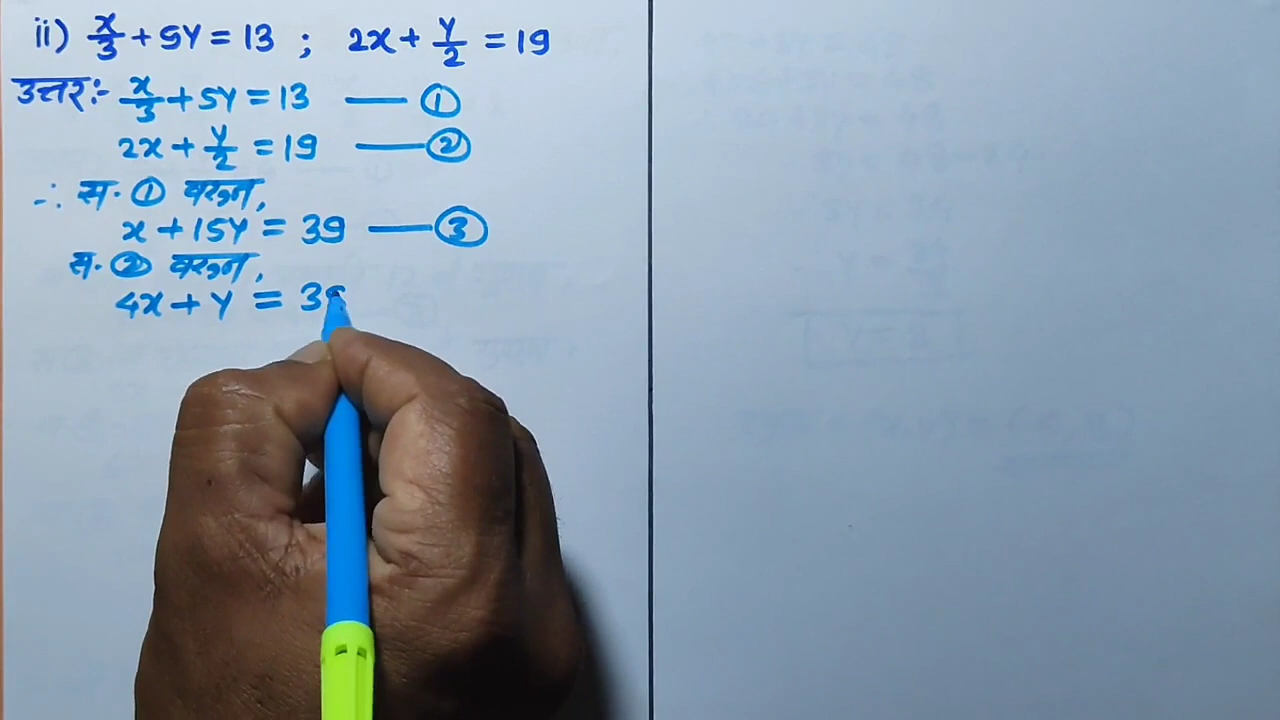 ii) x/3 + 5y = 13 ; 2x + y/2 = 19
उत्तर:- x/3 + 5y = 13 —— ①
2x + y/2 = 19 —— ②
∴ स. ① वरून,
x + 15y = 39 —— ③
स. ② वरून,
4x + y = 3